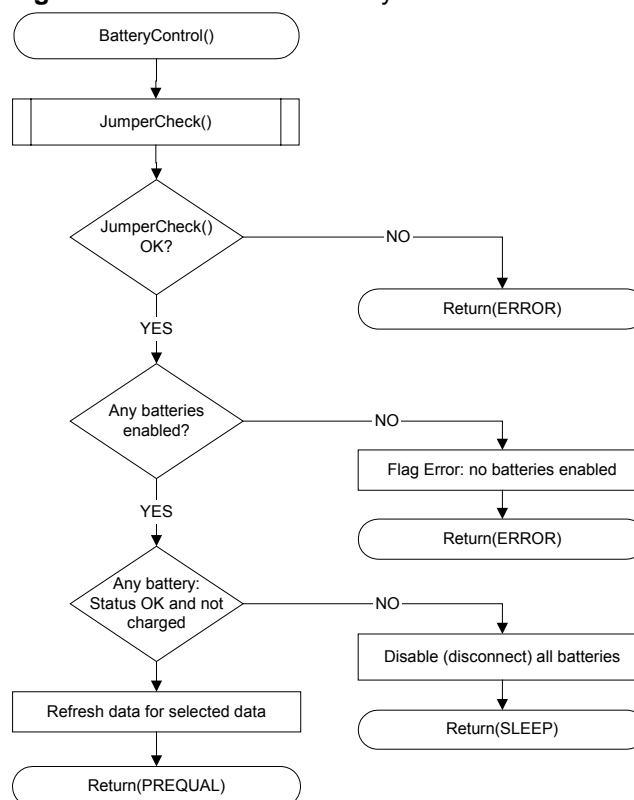 BatteryControl()
JumperCheck()
JumperCheck()
OK?
NO
Return(ERROR)
YES
Any batteries
enabled?
NO
Flag Error: no batteries enabled
Return(ERROR)
YES
Any battery:
Status OK and not
charged
NO
Disable (disconnect) all batteries
Return(SLEEP)
Refresh data for selected data
Return(PREQUAL)